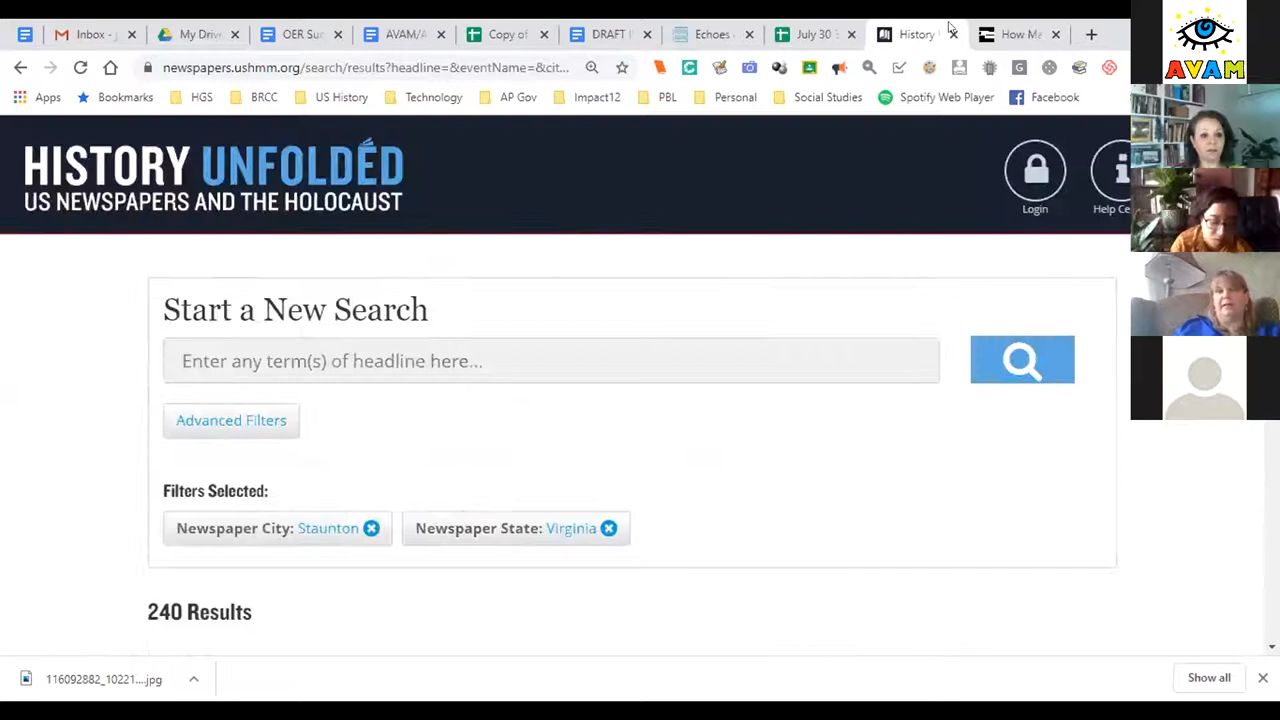 Inbox - j
My Drive
OER Su
AVAM/A
Copy
DRAFT I
Echoes
July 30
History
How Ma
newspapers.ushmm.org/search/results?headline=&eventName=&cit...
Apps
Bookmarks
HGS
BRCC
US History
Technology
AP Gov
Impact12
PBL
Personal
Social Studies
Spotify Web Player
Facebook
AVAM
HISTORY UNFOLDED
US NEWSPAPERS AND THE HOLOCAUST
Login
Help Ce
Start a New Search
Enter any term(s) of headline here...
Advanced Filters
Filters Selected:
Newspaper City: Staunton
Newspaper State: Virginia
240 Results
116092882_10221....jpg
Show all